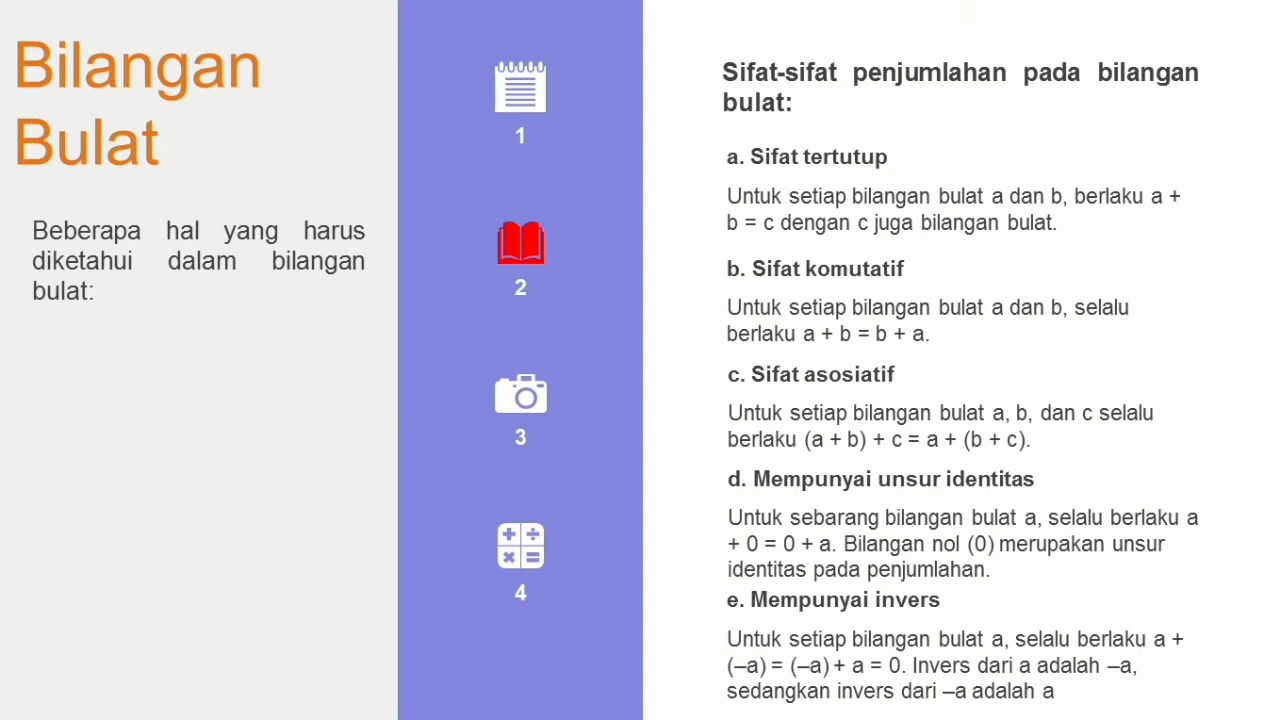 Bilangan
Bulat
Beberapa hal yang harus
diketahui dalam bilangan
bulat:
1
2
3
4
Sifat-sifat penjumlahan pada bilangan
bulat:
a. Sifat tertutup
Untuk setiap bilangan bulat a dan b, berlaku a +
b = c dengan c juga bilangan bulat.
b. Sifat komutatif
Untuk setiap bilangan bulat a dan b, selalu
berlaku a + b = b + a.
c. Sifat asosiatif
Untuk setiap bilangan bulat a, b, dan c selalu
berlaku (a + b) + c = a + (b + c).
d. Mempunyai unsur identitas
Untuk sebarang bilangan bulat a, selalu berlaku a
+ 0 = 0 + a. Bilangan nol (0) merupakan unsur
identitas pada penjumlahan.
e. Mempunyai invers
Untuk setiap bilangan bulat a, selalu berlaku a +
(–a) = (–a) + a = 0. Invers dari a adalah –a,
sedangkan invers dari –a adalah a